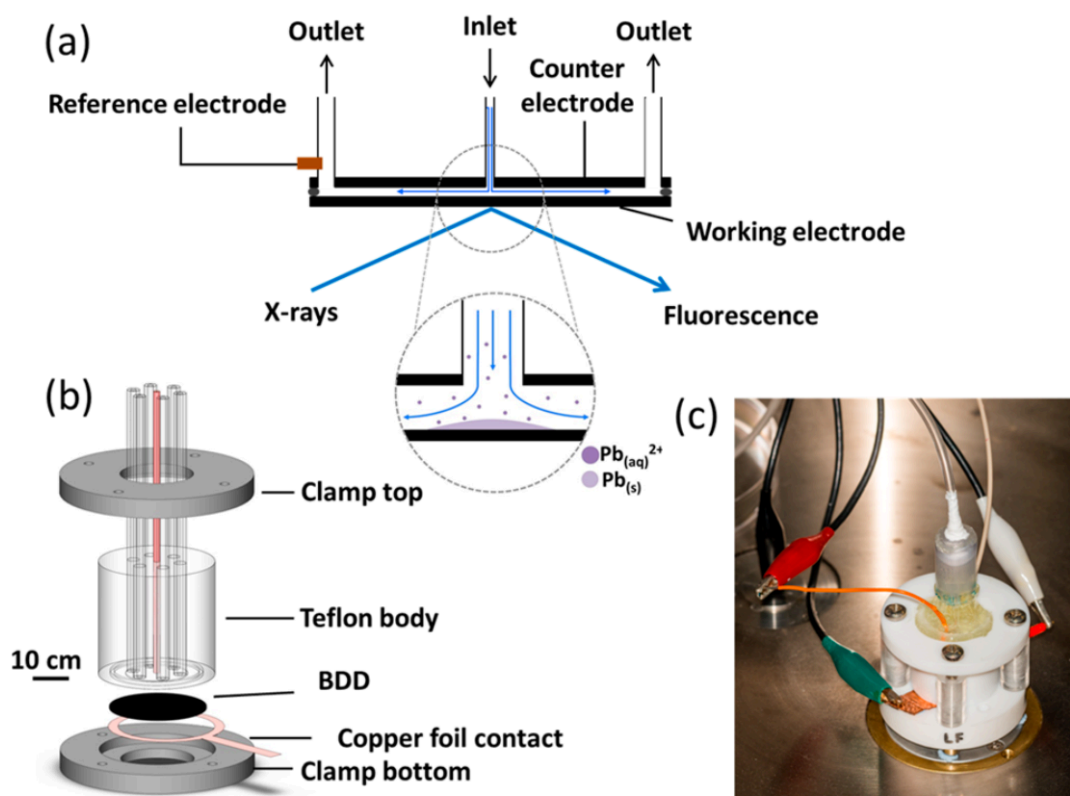 (a)
Outlet
Inlet
Outlet
Reference electrode
Counter
electrode
Working electrode
X-rays
Fluorescence
Pb(aq)2+
Pb(s)
(b)
Clamp top
Teflon body
10 cm
BDD
Copper foil contact
Clamp bottom
(c)
LF